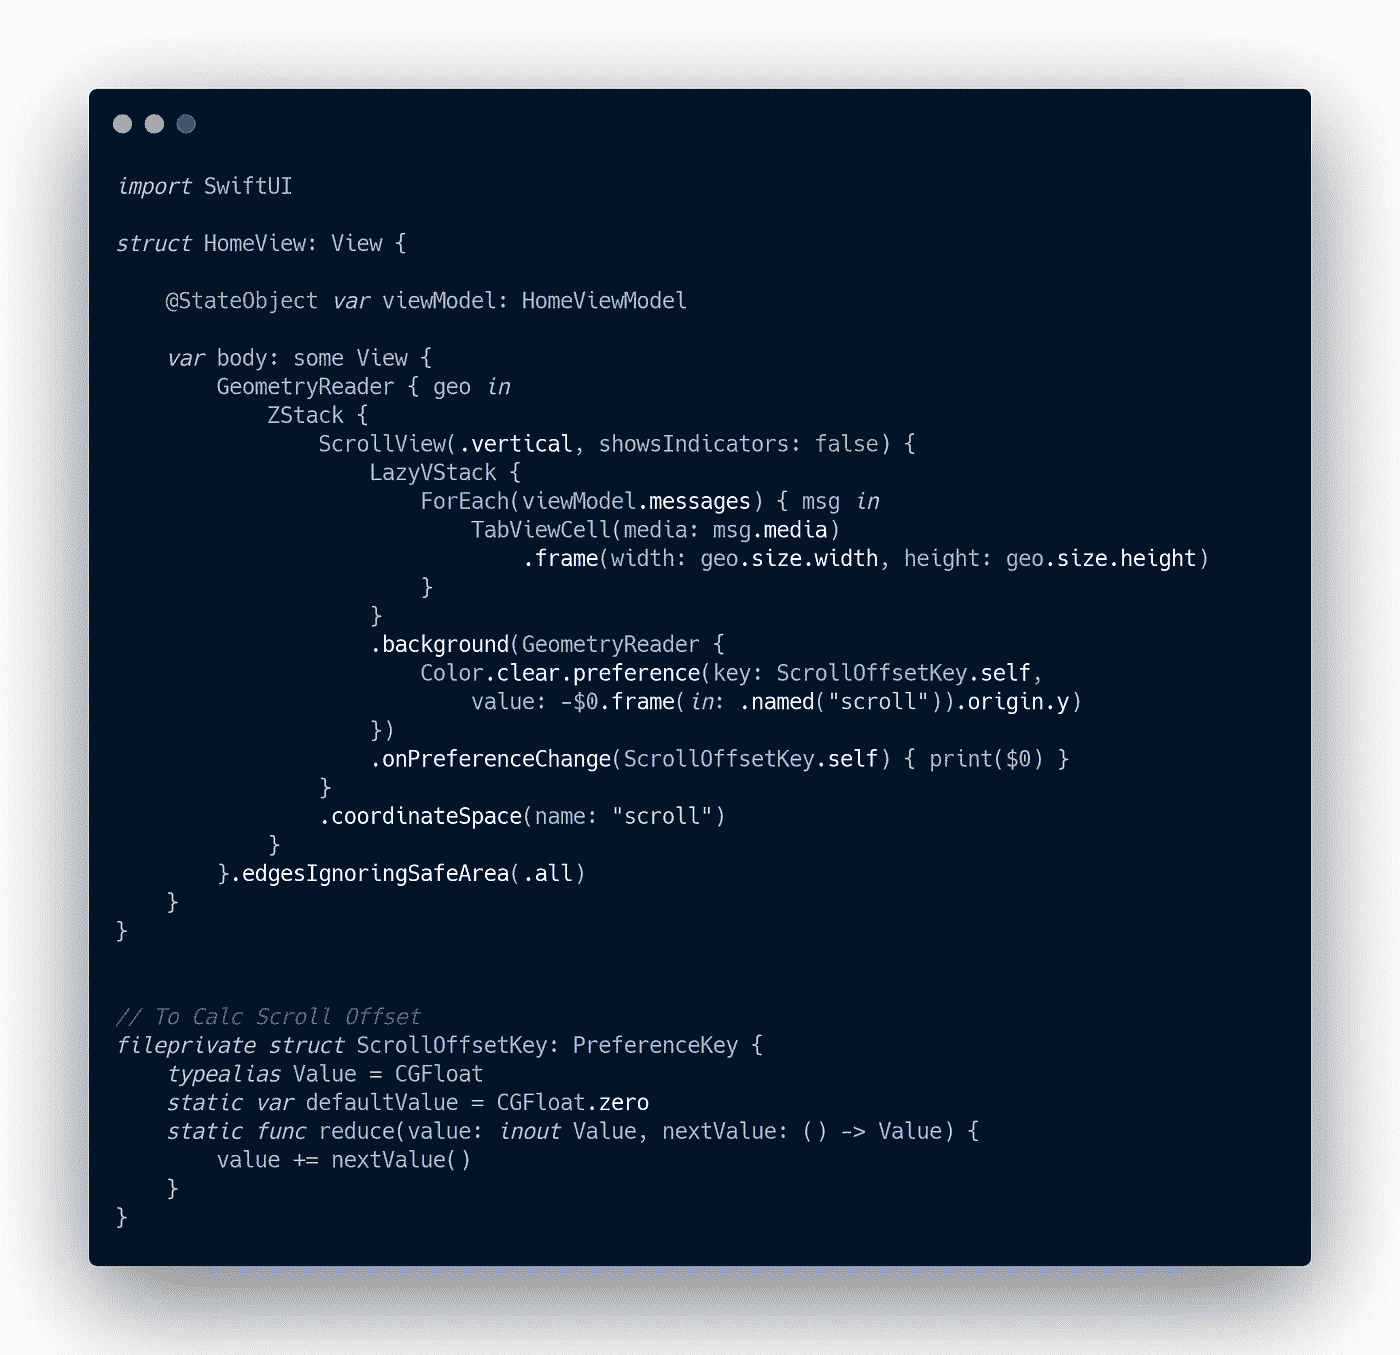 import SwiftUI

struct HomeView: View {

    @StateObject var viewModel: HomeViewModel

    var body: some View {
        GeometryReader { geo in
            ZStack {
                ScrollView(.vertical, showsIndicators: false) {
                    LazyVStack {
                        ForEach(viewModel.messages) { msg in
                            TabViewCell(media: msg.media)
                                .frame(width: geo.size.width, height: geo.size.height)
                        }
                    }
                    .background(GeometryReader {
                        Color.clear.preference(key: ScrollOffsetKey.self,
                            value: -$0.frame(in: .named("scroll")).origin.y)
                    })
                    .onPreferenceChange(ScrollOffsetKey.self) { print($0) }
                }
                .coordinateSpace(name: "scroll")
            }
        }.edgesIgnoringSafeArea(.all)
    }
}


// To Calc Scroll Offset
fileprivate struct ScrollOffsetKey: PreferenceKey {
    typealias Value = CGFloat
    static var defaultValue = CGFloat.zero
    static func reduce(value: inout Value, nextValue: () -> Value) {
        value += nextValue()
    }
}